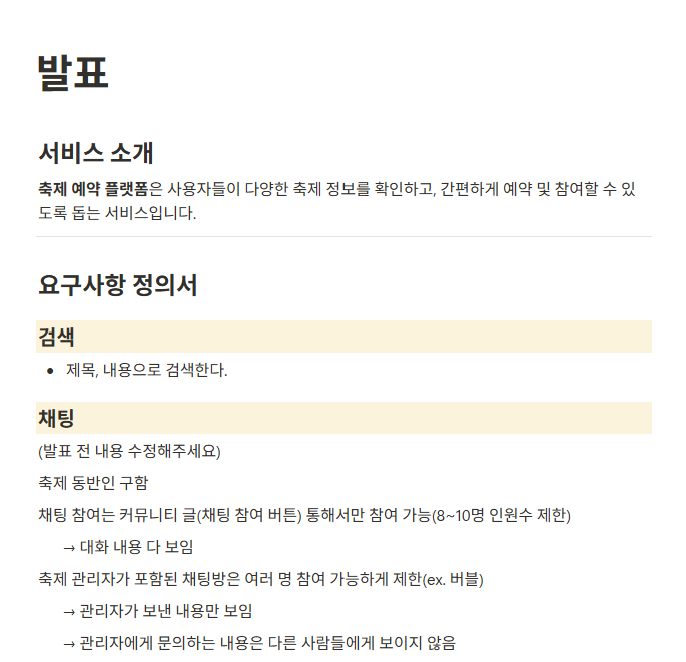 발표
서비스 소개
축제 예약 플랫폼은 사용자들이 다양한 축제 정보를 확인하고, 간편하게 예약 및 참여할 수 있
도록 돕는 서비스입니다.
요구사항 정의서
검색
• 제목, 내용으로 검색한다.
채팅
(발표 전 내용 수정해주세요)
축제 동반인 구함
채팅 참여는 커뮤니티 글(채팅 참여 버튼) 통해서만 참여 가능(8~10명 인원수 제한)
→ 대화 내용 다 보임
축제 관리자가 포함된 채팅방은 여러 명 참여 가능하게 제한(ex. 버블)
→ 관리자가 보낸 내용만 보임
→ 관리자에게 문의하는 내용은 다른 사람들에게 보이지 않음